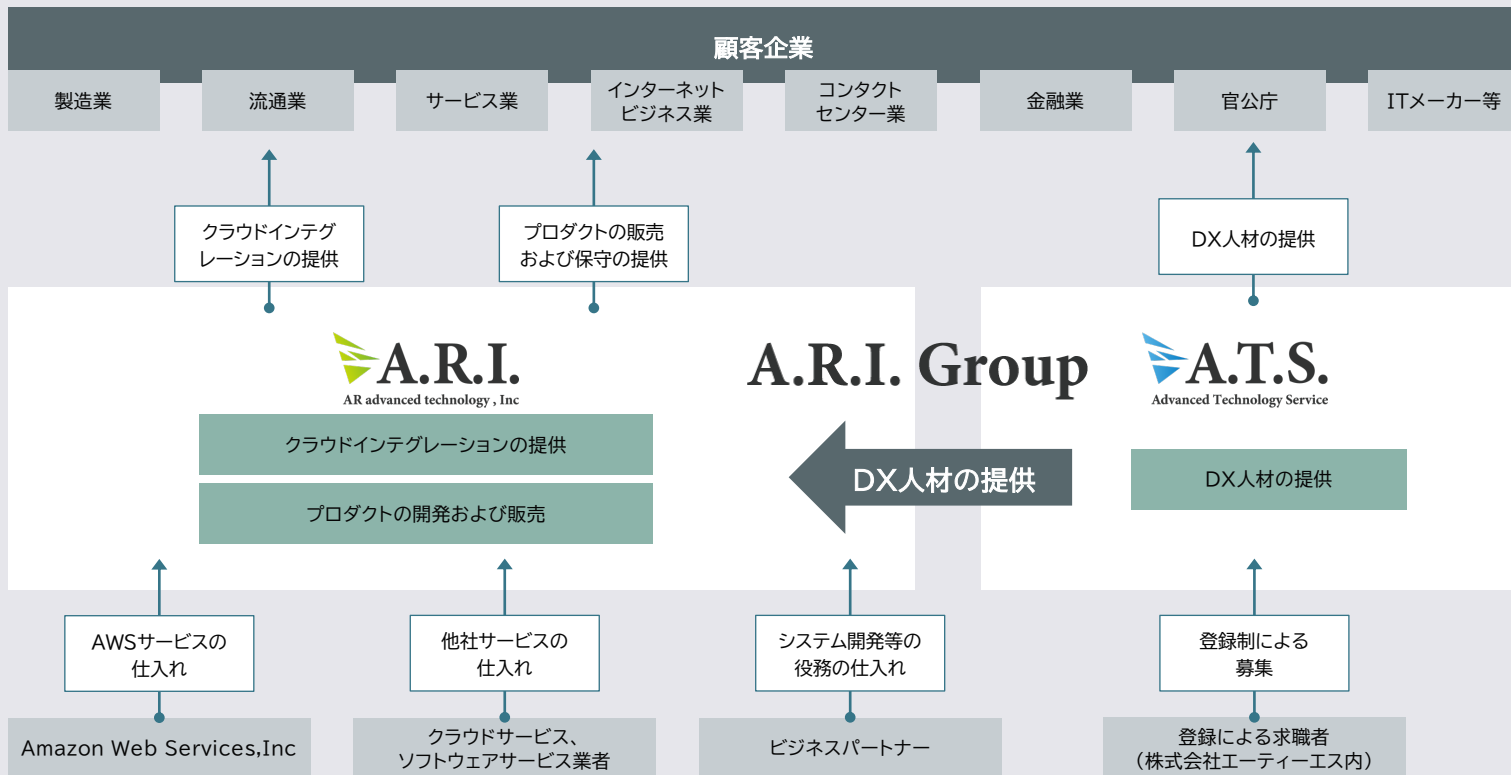 顧客企業
製造業
流通業
サービス業
インターネット
ビジネス業
コンタクト
センター業
金融業
官公庁
ITメーカー等
クラウドインテグ
レーションの提供
プロダクトの販売
および保守の提供
DX人材の提供
A.R.I.
AR advanced technology , Inc
A.R.I. Group
A.T.S.
Advanced Technology Service
クラウドインテグレーションの提供
プロダクトの開発および販売
DX人材の提供
DX人材の提供
AWSサービスの
仕入れ
他社サービスの
仕入れ
システム開発等の
役務の仕入れ
登録制による
募集
Amazon Web Services,Inc
クラウドサービス、
ソフトウェアサービス業者
ビジネスパートナー
登録による求職者
（株式会社エーティーエス内）